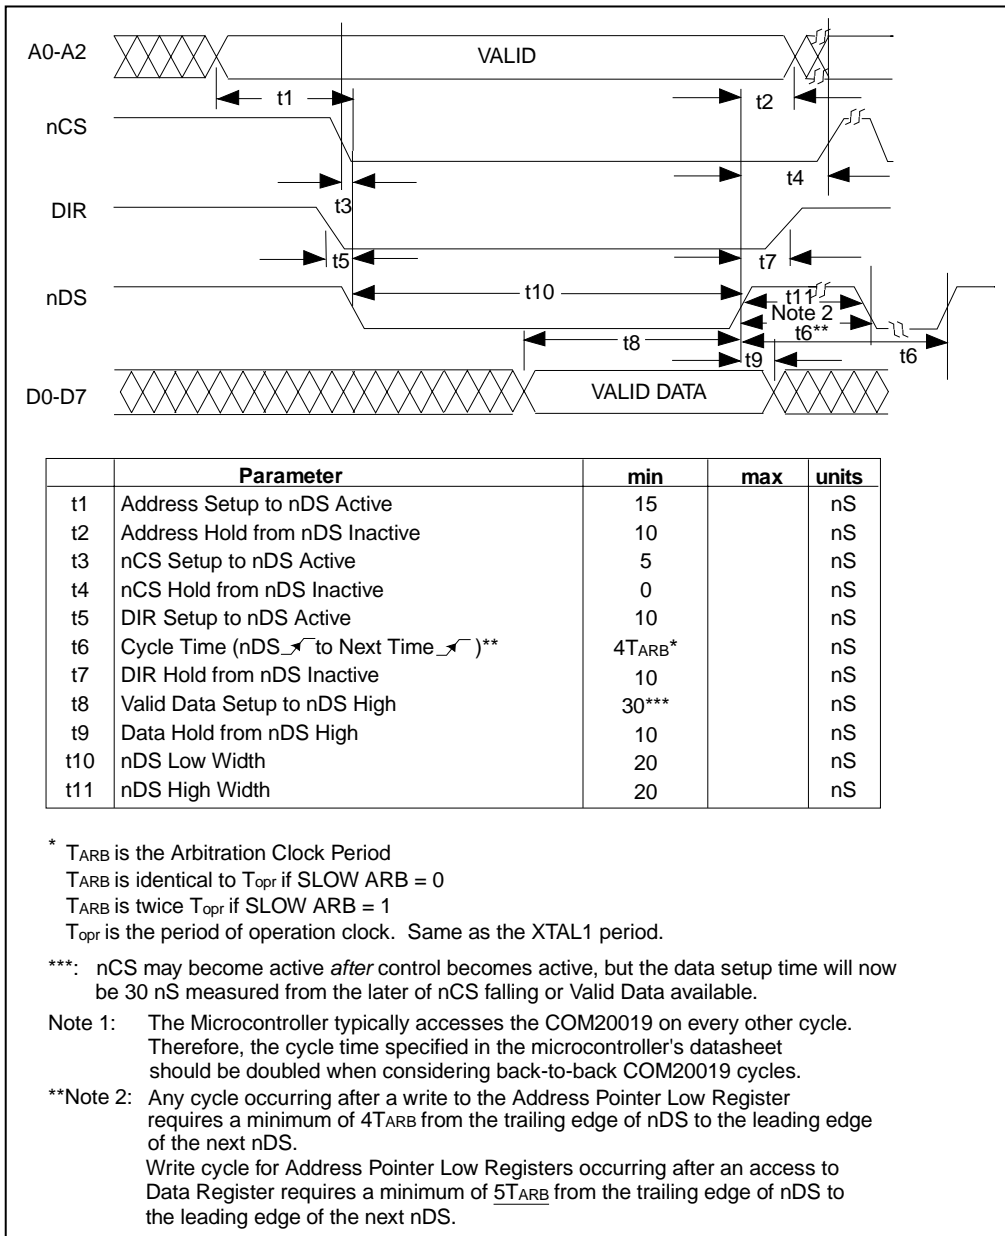 A0-A2
VALID
t1
t2
nCS
t3
t4
DIR
t5
t7
nDS
t10
t11
Note 2
t6**
t8
t6
t9
D0-D7
VALID DATA
Parameter min max units
t1 Address Setup to nDS Active 15 nS
t2 Address Hold from nDS Inactive 10 nS
t3 nCS Setup to nDS Active 5 nS
t4 nCS Hold from nDS Inactive 0 nS
t5 DIR Setup to nDS Active 10 nS
t6 Cycle Time (nDS to Next Time )** 4TARB* nS
t7 DIR Hold from nDS Inactive 10 nS
t8 Valid Data Setup to nDS High 30*** nS
t9 Data Hold from nDS High 10 nS
t10 nDS Low Width 20 nS
t11 nDS High Width 20 nS
* TARB is the Arbitration Clock Period
TARB is identical to Topr if SLOW ARB = 0
TARB is twice Topr if SLOW ARB = 1
Topr is the period of operation clock. Same as the XTAL1 period.
***: nCS may become active after control becomes active, but the data setup time will now
be 30 nS measured from the later of nCS falling or Valid Data available.
Note 1: The Microcontroller typically accesses the COM20019 on every other cycle.
Therefore, the cycle time specified in the microcontroller's datasheet
should be doubled when considering back-to-back COM20019 cycles.
**Note 2: Any cycle occurring after a write to the Address Pointer Low Register
requires a minimum of 4TARB from the trailing edge of nDS to the leading edge
of the next nDS.
Write cycle for Address Pointer Low Registers occurring after an access to
Data Register requires a minimum of 5TARB from the trailing edge of nDS to
the leading edge of the next nDS.